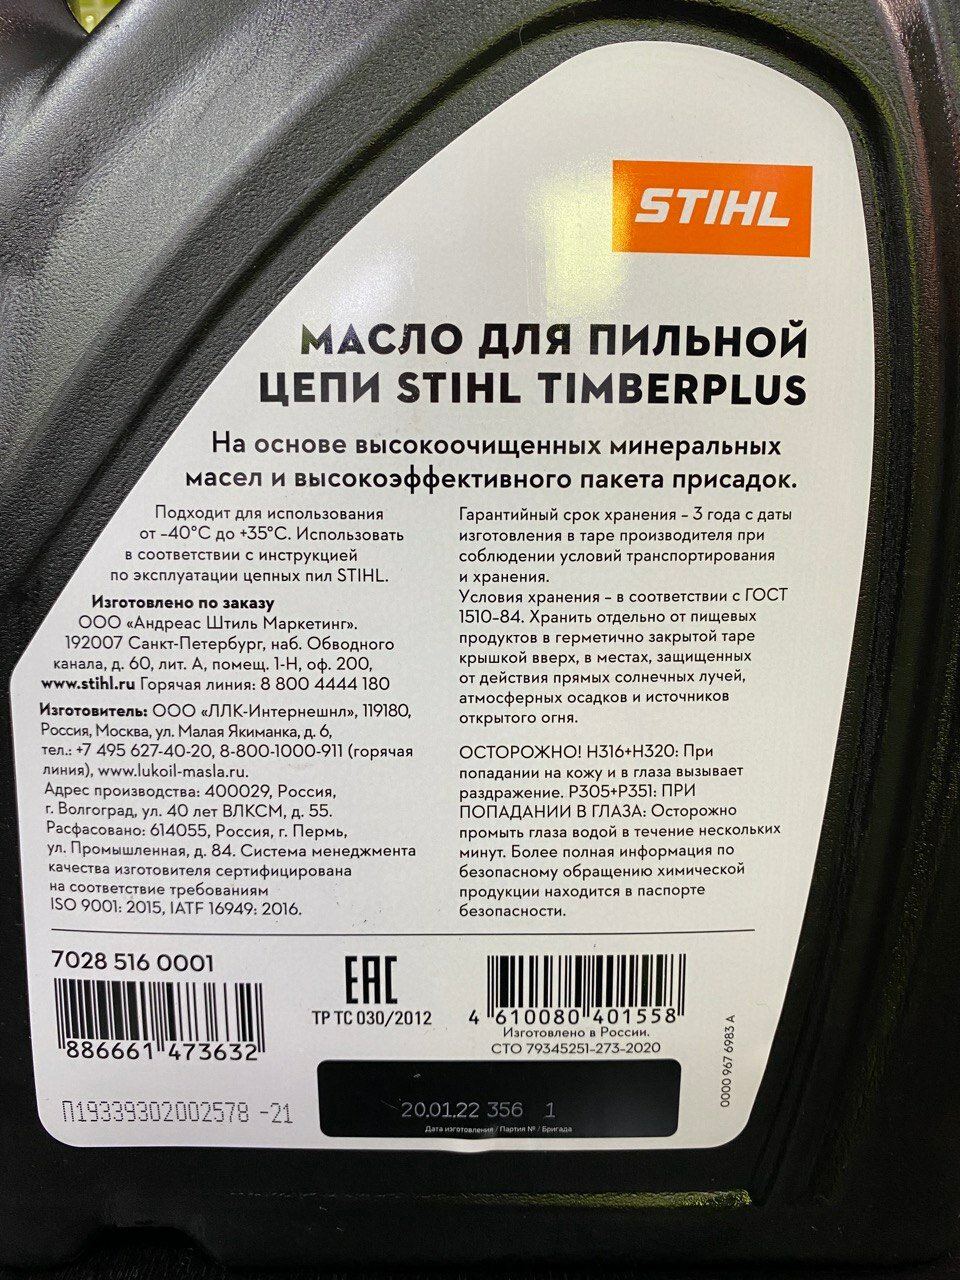 STIHL
МАСЛО ДЛЯ ПИЛЬНОЙ
ЦЕПИ STIHL TIMBERPLUS
На основе высокоочищенных минеральных
масел и высокоэффективного пакета присадок.
Подходит для использования
от –40°С до +35°С. Использовать
в соответствии с инструкцией
по эксплуатации цепных пил STIHL.
Изготовлено по заказу
ООО «Андреас Штиль Маркетинг».
192007 Санкт-Петербург, наб. Обводного
канала, д. 60, лит. А, помещ. 1-Н, оф. 200,
www.stihl.ru Горячая линия: 8 800 4444 180
Изготовитель: ООО «ЛЛК-Интернешнл», 119180,
Россия, Москва, ул. Малая Якиманка, д. 6,
тел.: +7 495 627-40-20, 8-800-1000-911 (горячая
линия), www.lukoil-masla.ru.
Адрес производства: 400029, Россия,
г. Волгоград, ул. 40 лет ВЛКСМ, д. 55.
Расфасовано: 614055, Россия, г. Пермь,
ул. Промышленная, д. 84. Система менеджмента
качества изготовителя сертифицирована
на соответствие требованиям
ISO 9001: 2015, IATF 16949: 2016.
Гарантийный срок хранения – 3 года с даты
изготовления в таре производителя при
соблюдении условий транспортирования
и хранения.
Условия хранения – в соответствии с ГОСТ
1510-84. Хранить отдельно от пищевых
продуктов в герметично закрытой таре
крышкой вверх, в местах, защищенных
от действия прямых солнечных лучей,
атмосферных осадков и источников
открытого огня.
ОСТОРОЖНО! H316+H320: При
попадании на кожу и в глаза вызывает
раздражение. P305+P351: ПРИ
ПОПАДАНИИ В ГЛАЗА: Осторожно
промыть глаза водой в течение нескольких
минут. Более полная информация по
безопасному обращению химической
продукции находится в паспорте
безопасности.
7028 516 0001
886661 473632
EAC
ТР ТС 030/2012
4 610080 401558
Изготовлено в России.
СТО 79345251-273-2020
0000 967 6983 A
П19339302002578 -21
20.01.22 356 1
Дата изготовления / Партия № / Бригада